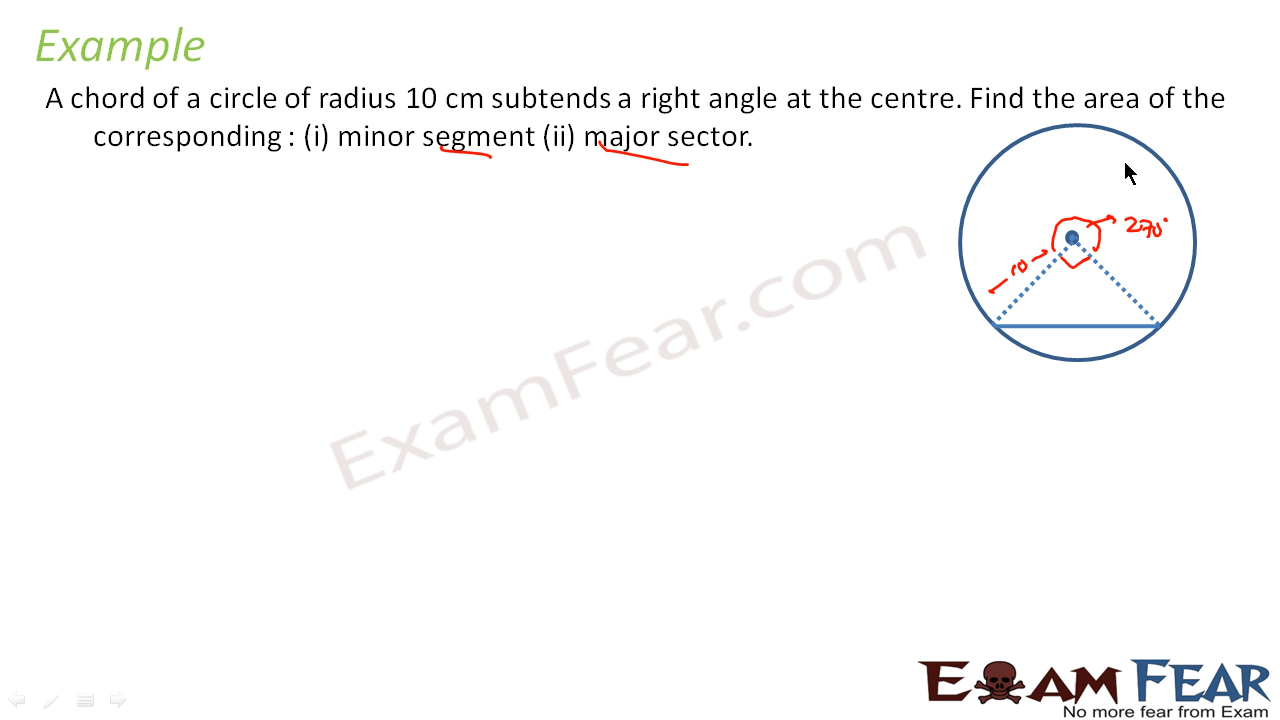 Example
A chord of a circle of radius 10 cm subtends a right angle at the centre. Find the area of the
corresponding : (i) minor segment (ii) major sector.
270°
10
ExamFear.com
EXAM FEAR
No more fear from Exam